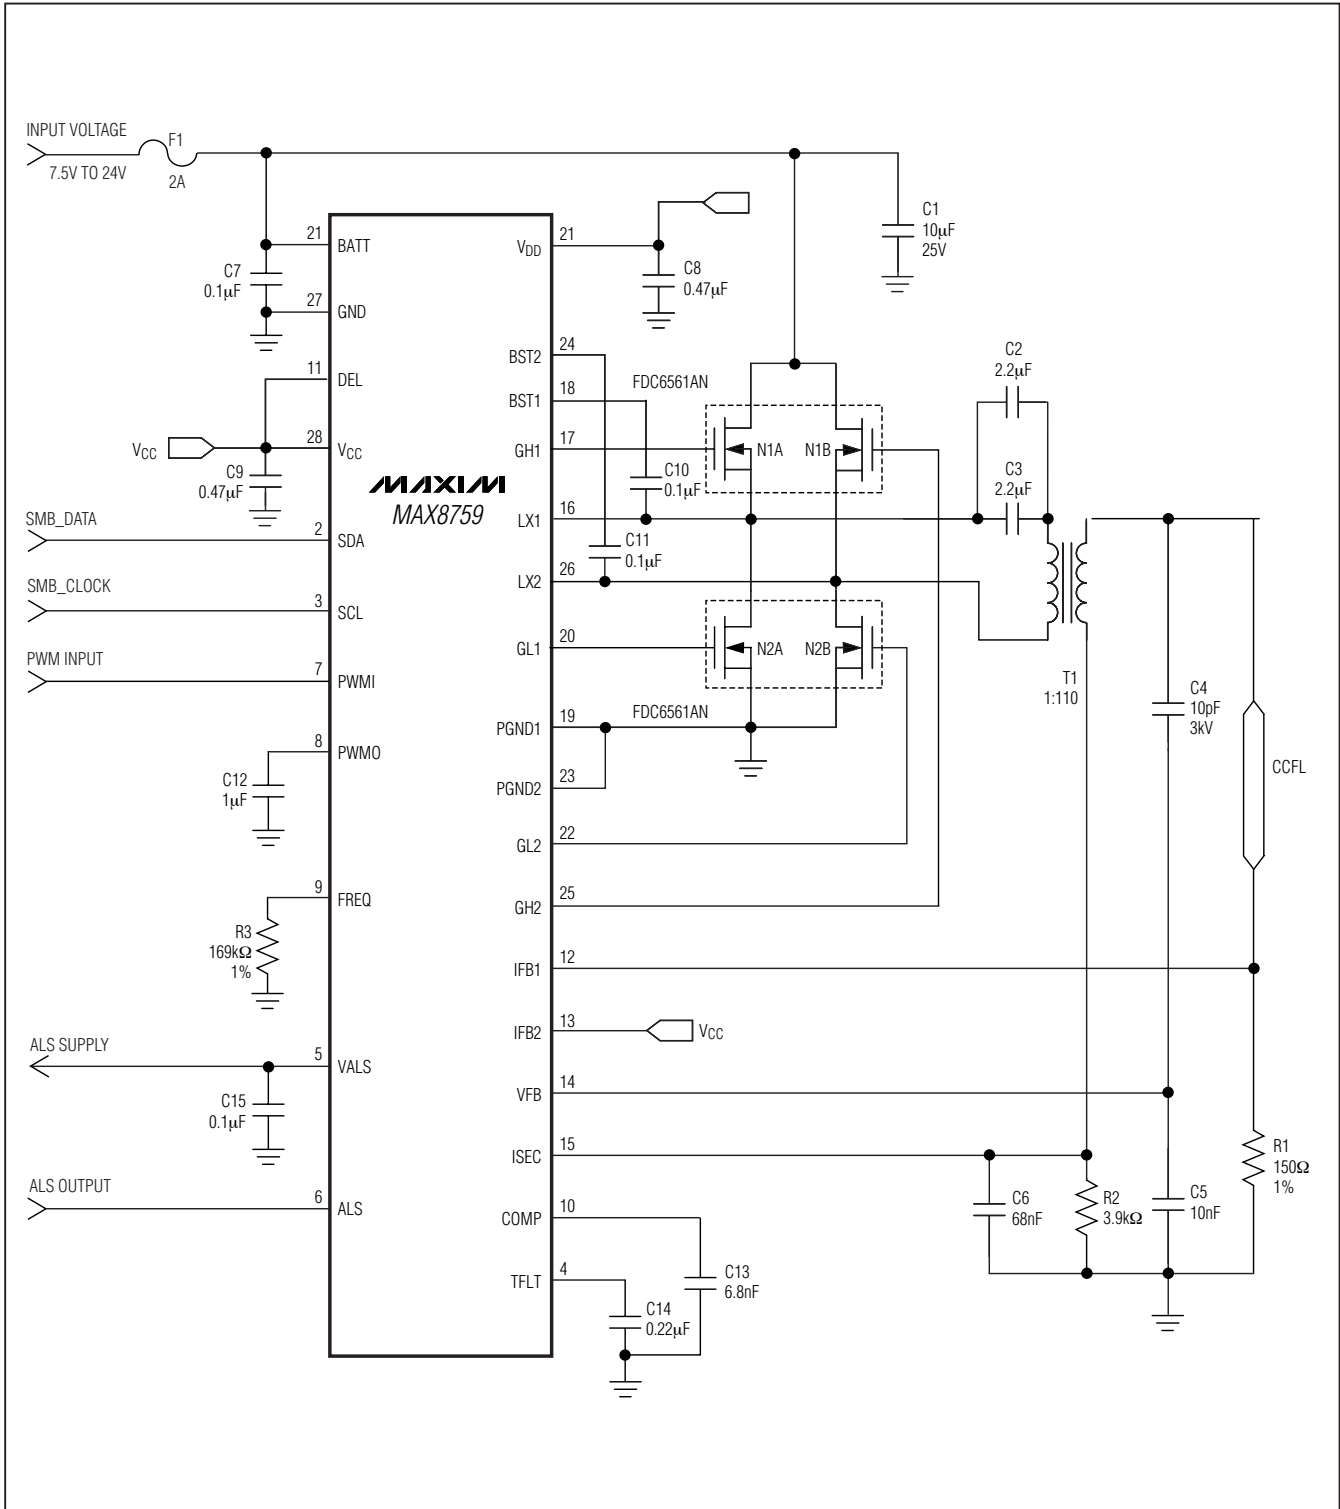 INPUT VOLTAGE
7.5V TO 24V
F1
2A
C1
10µF
25V
21
BATT
VDD
21
C7
0.1µF
C8
0.47µF
27
GND
BST2
24
FDC6561AN
11
DEL
BST1
18
C2
2.2µF
VCC
28
VCC
GH1
17
N1A
N1B
C9
0.47µF
MAXIM
MAX8759
C10
0.1µF
C3
2.2µF
LX1
16
SMB_DATA
2
SDA
C11
0.1µF
LX2
26
SMB_CLOCK
3
SCL
GL1
20
N2A
N2B
PWM INPUT
7
PWMI
T1
1:110
C4
10pF
3kV
PGND1
19
FDC6561AN
8
PWMO
PGND2
23
C12
1µF
CCFL
GL2
22
9
FREQ
GH2
25
R3
169kΩ
1%
IFB1
12
IFB2
13
VCC
ALS SUPPLY
5
VALS
VFB
14
C15
0.1µF
ISEC
15
R1
150Ω
1%
ALS OUTPUT
6
ALS
C6
68nF
R2
3.9kΩ
C5
10nF
COMP
10
TFLT
4
C13
6.8nF
C14
0.22µF